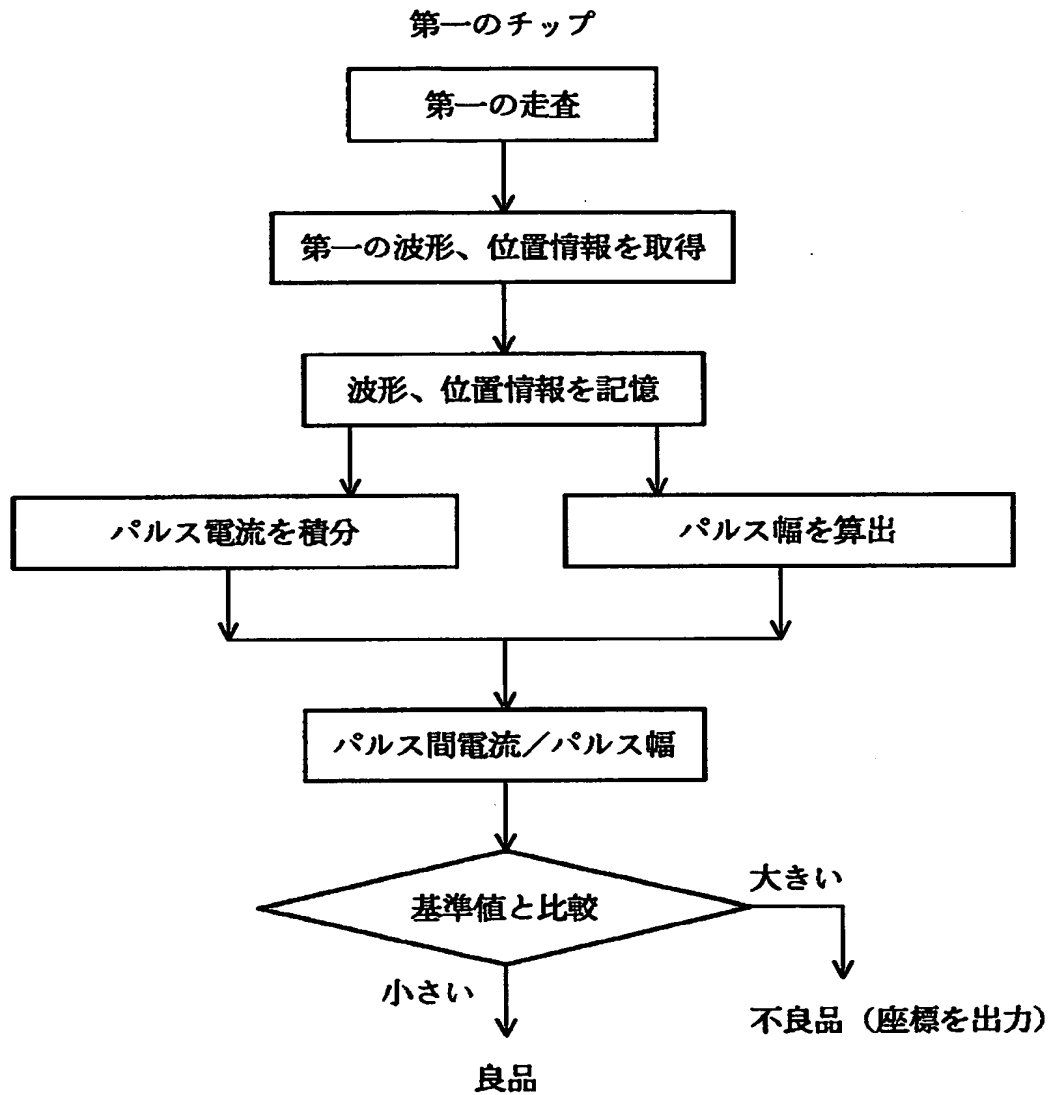 第一のチップ
第一の走査
第一の波形、位置情報を取得
波形、位置情報を記憶
パルス電流を積分
パルス幅を算出
パルス間電流／パルス幅
基準値と比較
大きい
小さい
不良品（座標を出力）
良品